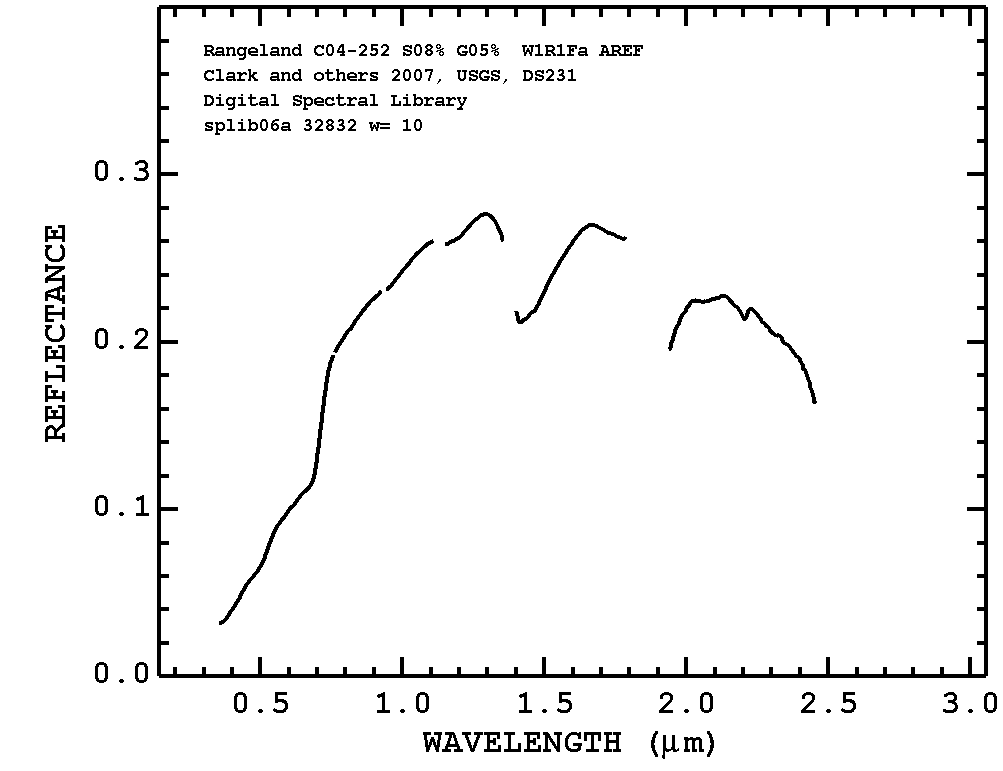 Rangeland C04-252 S08% G05%  W1R1Fa AREF
Clark and others 2007, USGS, DS231
Digital Spectral Library
splib06a 32832 w= 10
0.3
0.2
0.1
0.0
REFLECTANCE
0.5 1.0 1.5 2.0 2.5 3.0
WAVELENGTH (μm)